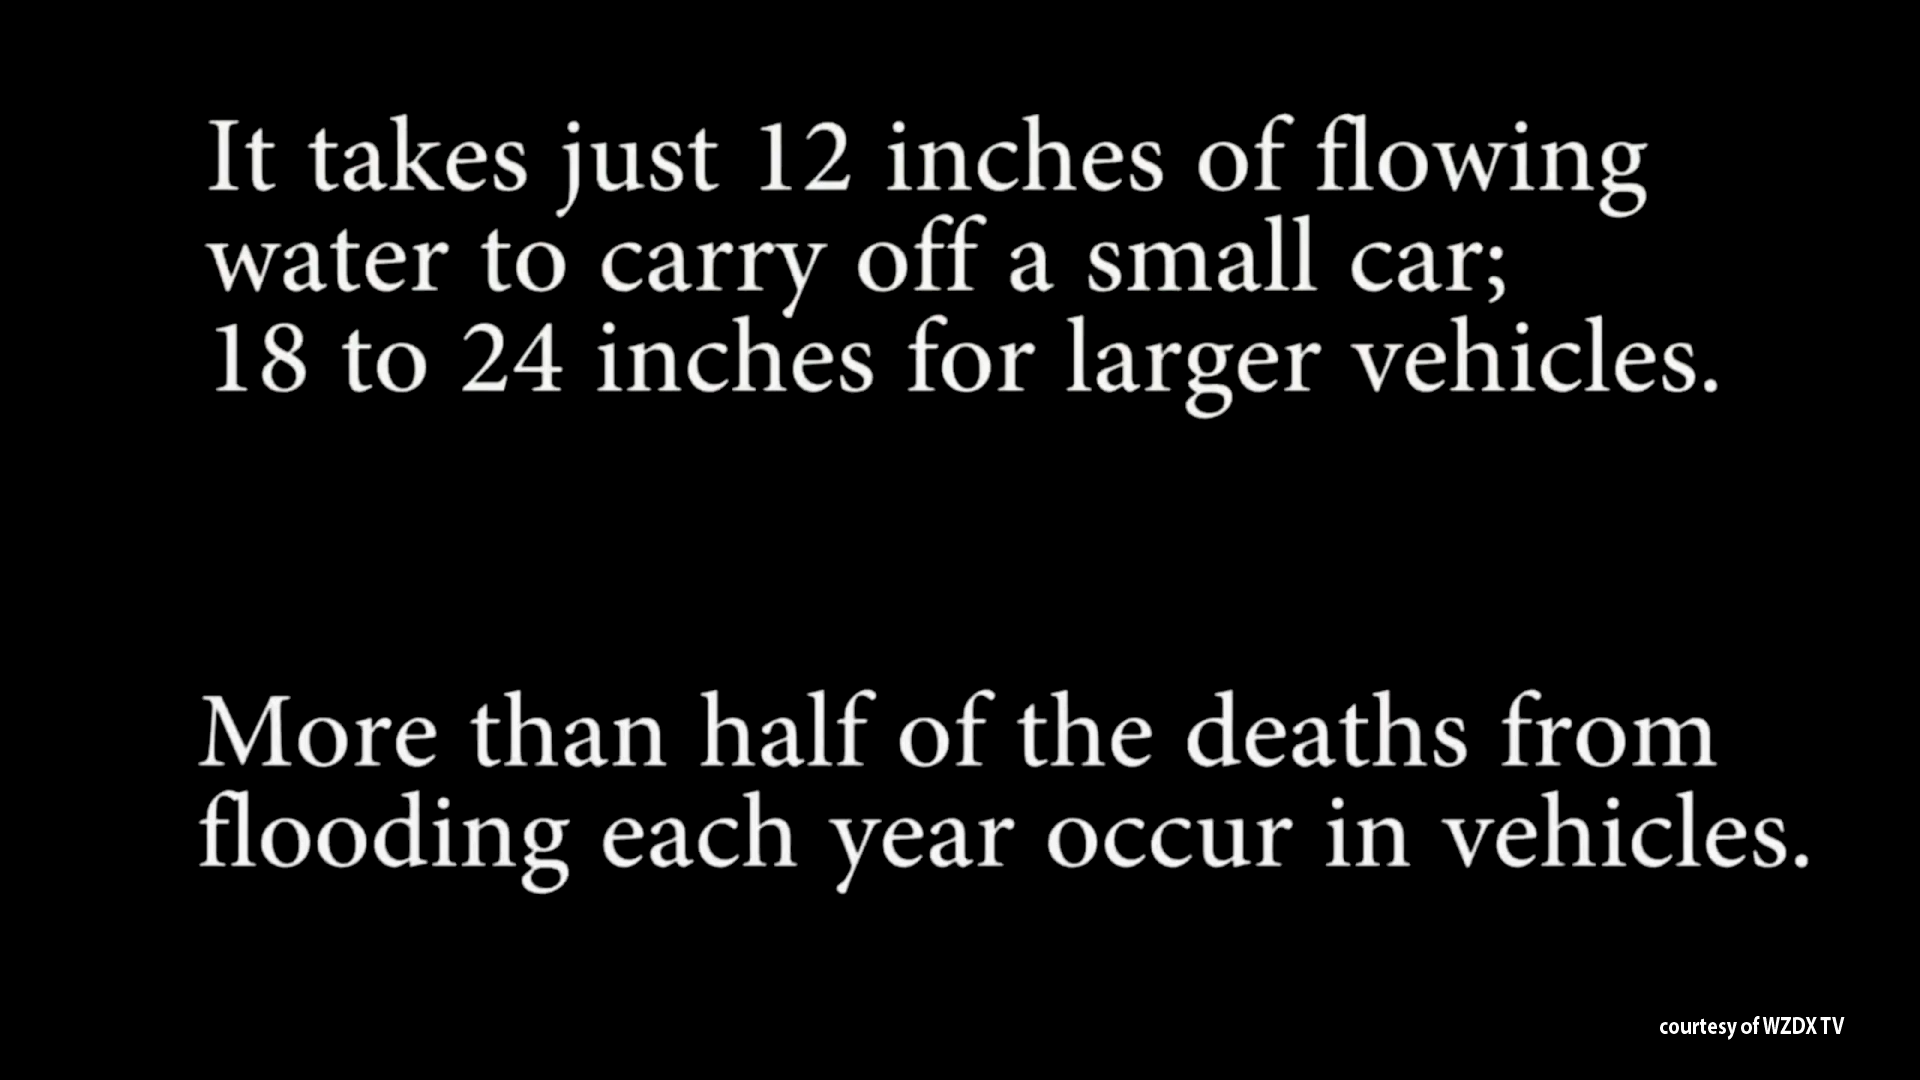 It takes just 12 inches of flowing
water to carry off a small car;
18 to 24 inches for larger vehicles.
More than half of the deaths from
flooding each year occur in vehicles.
courtesy of WZDX TV